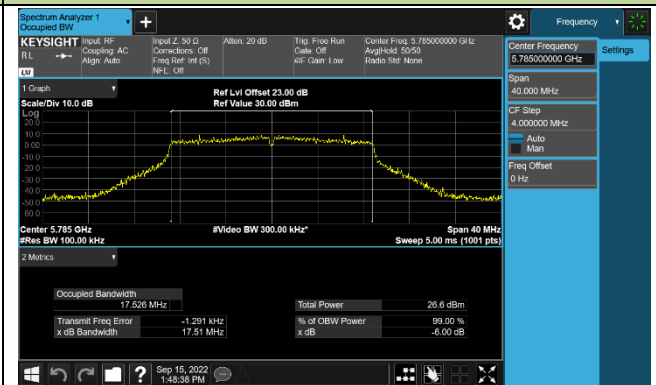 Spectrum Analyzer 1
Occupied BW
Frequency
KEYSIGHT
RL
LXI
Input: RF
Coupling: AC
Align: Auto
Input Z: 50 Ω
Corrections: Off
Freq Ref: Int (S)
NFE: Off
Atten: 20 dB
Trig: Free Run
Gate: Off
#IF Gain: Low
Center Freq: 5.785000000 GHz
Avg|Hold: 50/50
Radio Std: None
Center Frequency
5.785000000 GHz
Settings
Span
40.000 MHz
CF Step
4.000000 MHz
Auto
Man
Freq Offset
0 Hz
1 Graph
Scale/Div 10.0 dB
Ref Lvl Offset 23.00 dB
Ref Value 30.00 dBm
Log
20.0
10.0
0.00
-10.0
-20.0
-30.0
-40.0
-50.0
-60.0
Center 5.785 GHz
#Res BW 100.00 kHz
#Video BW 300.00 kHz*
Span 40 MHz
Sweep 5.00 ms (1001 pts)
2 Metrics
Occupied Bandwidth
17.526 MHz
Total Power 26.6 dBm
Transmit Freq Error -1.291 kHz
% of OBW Power 99.00 %
x dB Bandwidth 17.51 MHz
x dB -6.00 dB
?
Sep 15, 2022
1:48:38 PM